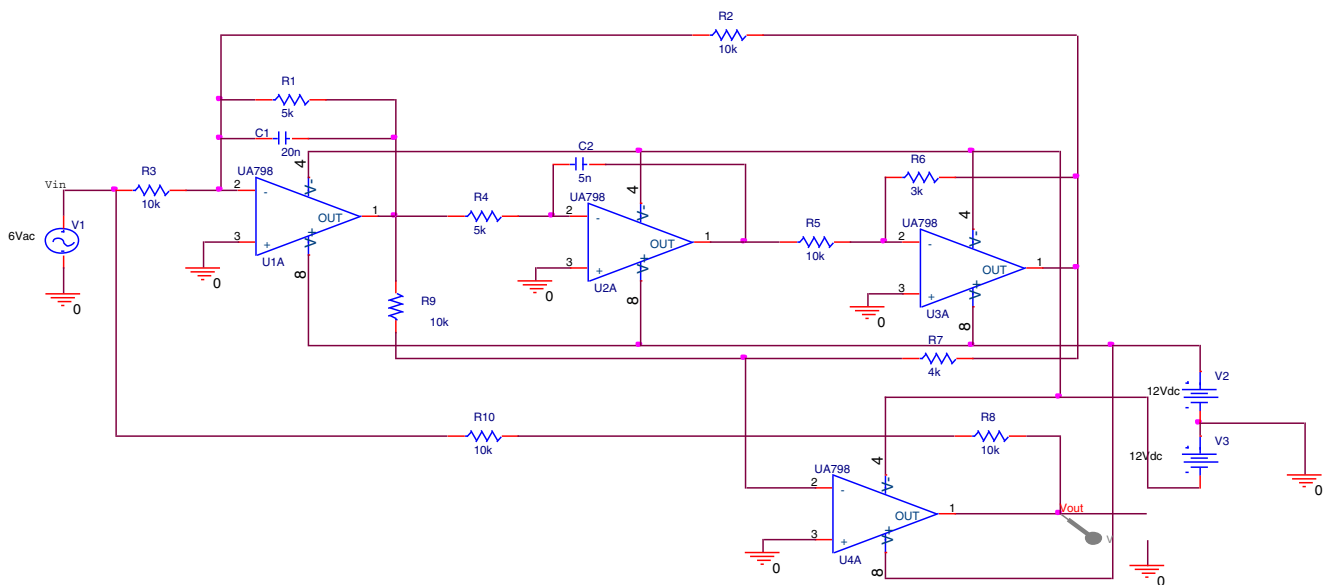 R2
10k
R1
5k
C1
20n
C2
5n
UA798
4
V-
2
-
OUT
1
3
+
V+
U1A
8
0
R3
10k
Vin
V1
6Vac
0
R4
5k
UA798
4
V-
2
-
OUT
1
3
+
V+
U2A
8
0
R6
3k
R5
10k
UA798
4
V-
2
-
OUT
1
3
+
V+
U3A
8
0
R9
10k
R7
4k
R10
10k
R8
10k
UA798
4
V-
2
-
OUT
1
3
+
V+
U4A
8
0
Vout
V
0
V2
12Vdc
V3
12Vdc
0